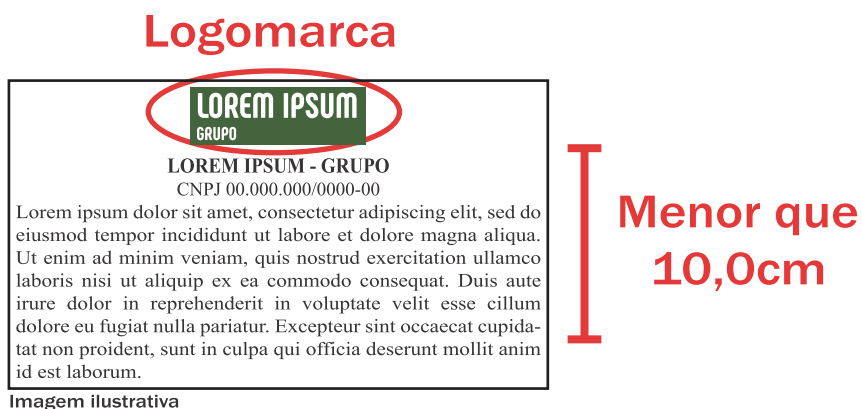 Logomarca
LOREM IPSUM
GRUPO
LOREM IPSUM - GRUPO
CNPJ 00.000.000/0000-00
Lorem ipsum dolor sit amet, consectetur adipiscing elit, sed do
eiusmod tempor incididunt ut labore et dolore magna aliqua.
Ut enim ad minim veniam, quis nostrud exercitation ullamco
laboris nisi ut aliquip ex ea commodo consequat. Duis aute
irure dolor in reprehenderit in voluptate velit esse cillum
dolore eu fugiat nulla pariatur. Excepteur sint occaecat cupida-
tat non proident, sunt in culpa qui officia deserunt mollit anim
id est laborum.
Menor que
10,0cm
Imagem ilustrativa